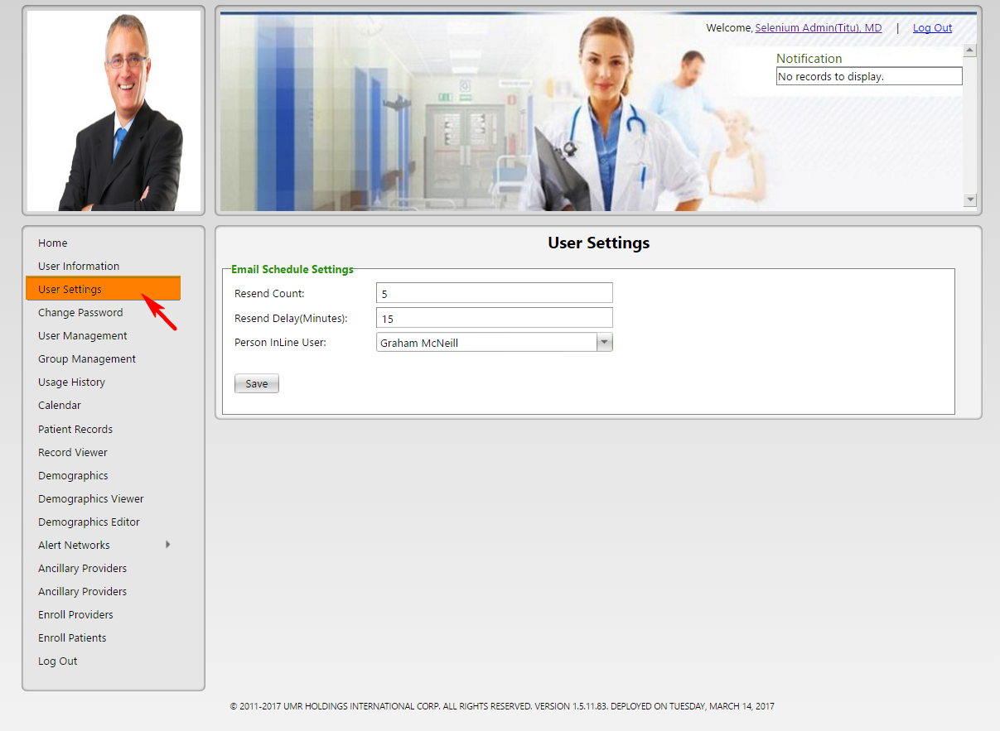 Welcome, Selenium Admin(Titu), MD | Log Out
Notification
No records to display.
Home
User Information
User Settings
Change Password
User Management
Group Management
Usage History
Calendar
Patient Records
Record Viewer
Demographics
Demographics Viewer
Demographics Editor
Alert Networks
Ancillary Providers
Ancillary Providers
Enroll Providers
Enroll Patients
Log Out
User Settings
Email Schedule Settings
Resend Count: 5
Resend Delay(Minutes): 15
Person InLine User: Graham McNeill
Save
© 2011-2017 UMR HOLDINGS INTERNATIONAL CORP. ALL RIGHTS RESERVED. VERSION 1.5.11.83. DEPLOYED ON TUESDAY, MARCH 14, 2017